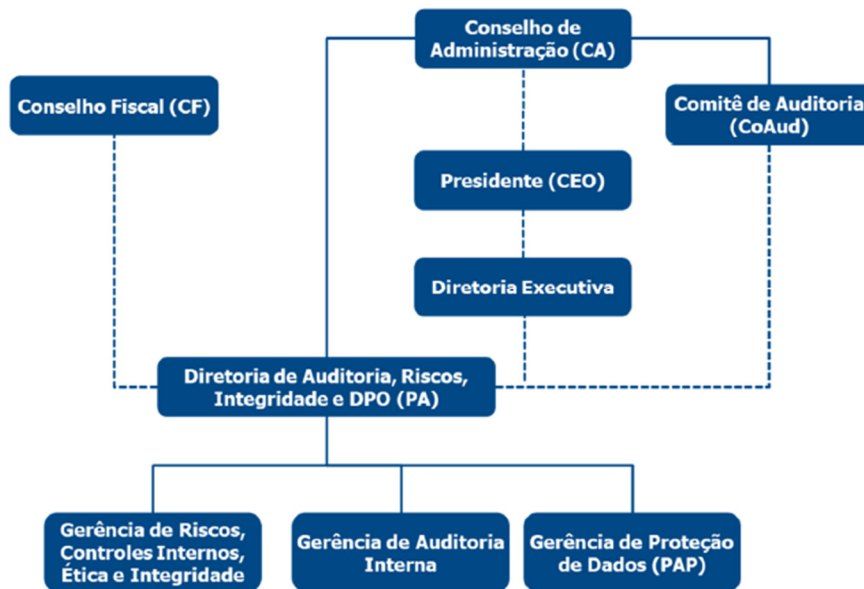 Conselho de
Administração (CA)
Conselho Fiscal (CF)
Comitê de Auditoria
(CoAud)
Presidente (CEO)
Diretoria Executiva
Diretoria de Auditoria, Riscos,
Integridade e DPO (PA)
Gerência de Riscos,
Controles Internos,
Ética e Integridade
Gerência de Auditoria
Interna
Gerência de Proteção
de Dados (PAP)